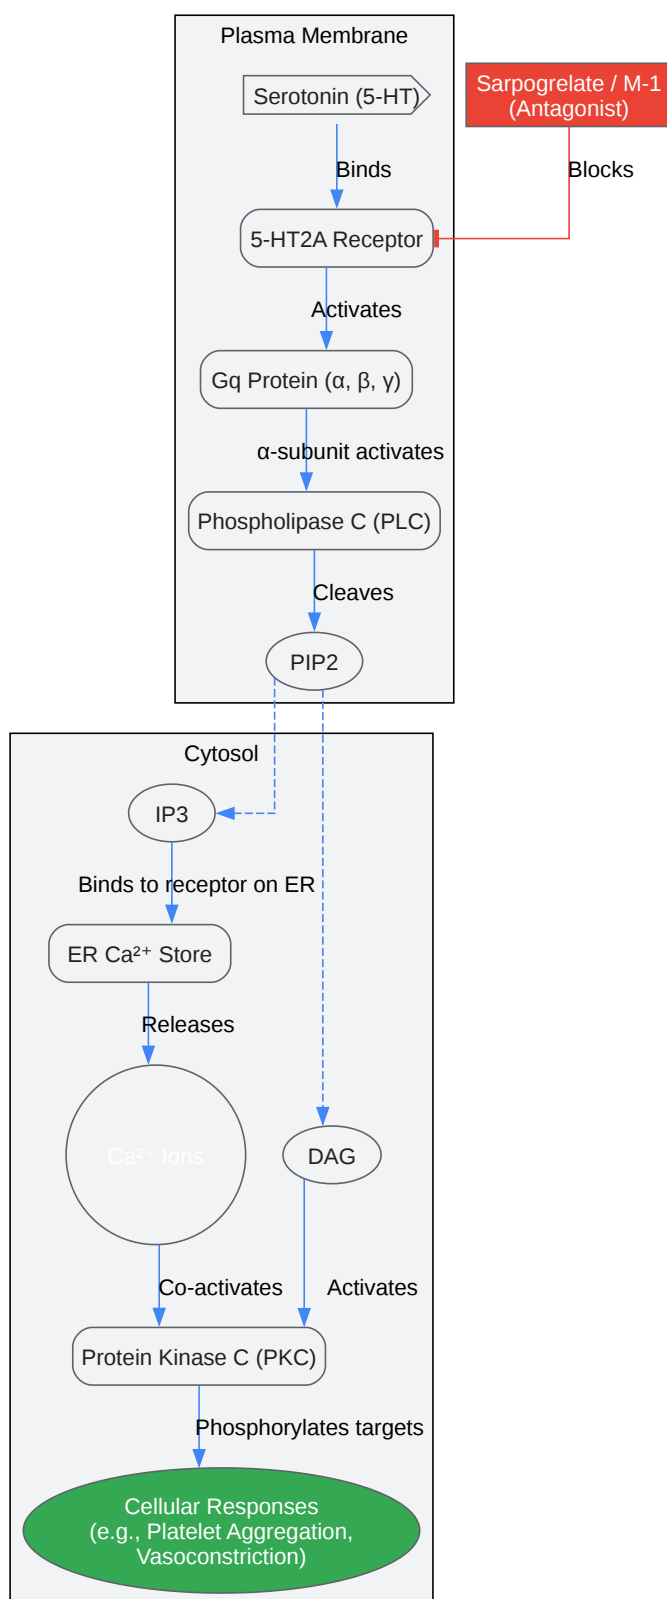 Plasma Membrane
Serotonin (5-HT)
Sarpogrelate / M-1
(Antagonist)
Binds
Blocks
5-HT2A Receptor
Activates
Gq Protein (α, β, γ)
α-subunit activates
Phospholipase C (PLC)
Cleaves
PIP2
Cytosol
IP3
Binds to receptor on ER
ER Ca²⁺ Store
Releases
Ca²⁺ Ions
DAG
Co-activates
Activates
Protein Kinase C (PKC)
Phosphorylates targets
Cellular Responses
(e.g., Platelet Aggregation,
Vasoconstriction)